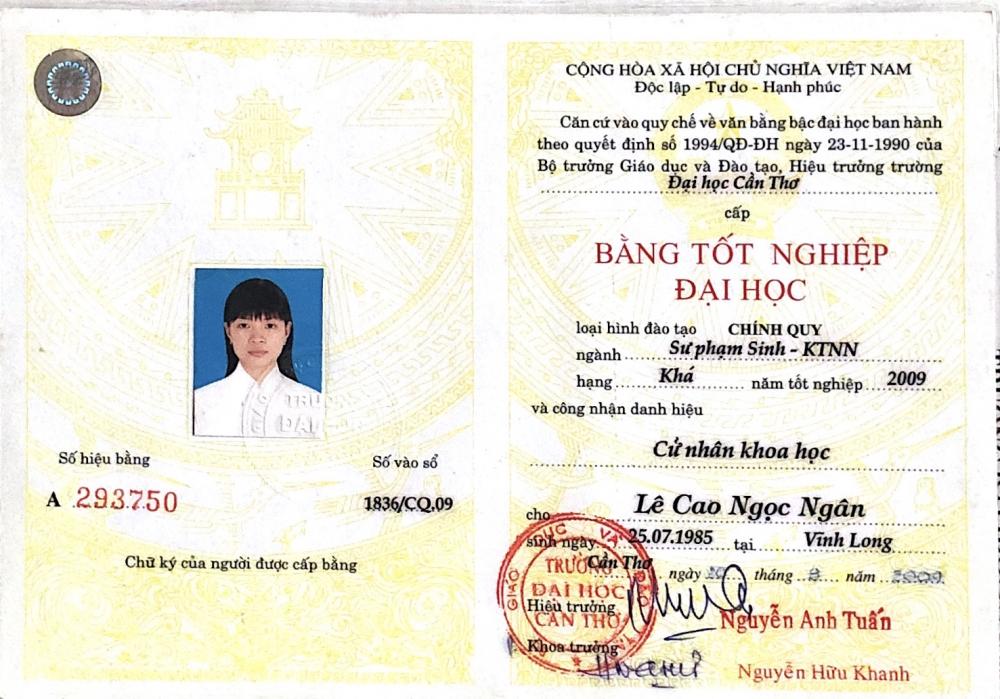 Số hiệu bằng
Số vào sổ
A 293750
1836/CQ.09
Chữ ký của người được cấp bằng
CỘNG HÒA XÃ HỘI CHỦ NGHĨA VIỆT NAM
Độc lập - Tự do - Hạnh phúc
Căn cứ vào quy chế về văn bằng bậc đại học ban hành
theo quyết định số 1994/QĐ-ĐH ngày 23-11-1990 của
Bộ trưởng Giáo dục và Đào tạo, Hiệu trưởng trường
Đại học Cần Thơ
cấp
BẰNG TỐT NGHIỆP
ĐẠI HỌC
loại hình đào tạo CHÍNH QUY
ngành Sư phạm Sinh - KTNN
hạng Khá năm tốt nghiệp 2009
và công nhận danh hiệu
Cử nhân khoa học
cho Lê Cao Ngọc Ngân
sinh ngày 25.07.1985 tại Vĩnh Long
Cần Thơ ngày tháng 9 năm 2009
Hiệu trưởng
Nguyễn Anh Tuấn
Khoa trưởng
Nguyễn Hữu Khanh
TRƯỜNG
ĐẠI HỌC
CẦN THƠ